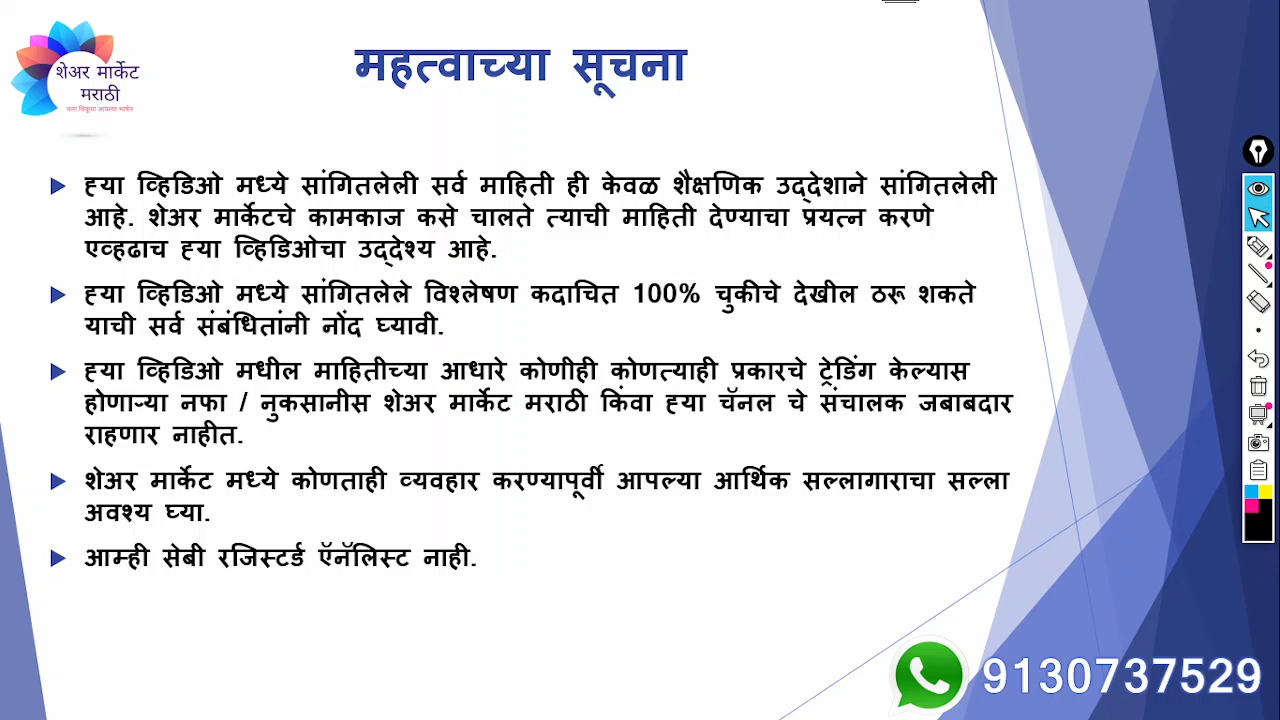 शेअर मार्केट
मराठी
चला शिकूया आपल्या भाषेत
महत्वाच्या सूचना
ह्या व्हिडिओ मध्ये सांगितलेली सर्व माहिती ही केवळ शैक्षणिक उद्देशाने सांगितलेली
आहे. शेअर मार्केटचे कामकाज कसे चालते त्याची माहिती देण्याचा प्रयत्न करणे
एव्हढाच ह्या व्हिडिओचा उद्देश्य आहे.
ह्या व्हिडिओ मध्ये सांगितलेले विश्लेषण कदाचित 100% चुकीचे देखील ठरू शकते
याची सर्व संबंधितांनी नोंद घ्यावी.
ह्या व्हिडिओ मधील माहितीच्या आधारे कोणीही कोणत्याही प्रकारचे ट्रेडिंग केल्यास
होणाऱ्या नफा / नुकसानीस शेअर मार्केट मराठी किंवा ह्या चॅनल चे संचालक जबाबदार
राहणार नाहीत.
शेअर मार्केट मध्ये कोणताही व्यवहार करण्यापूर्वी आपल्या आर्थिक सल्लागाराचा सल्ला
अवश्य घ्या.
आम्ही सेबी रजिस्टर्ड ऍनॅलिस्ट नाही.
9130737529